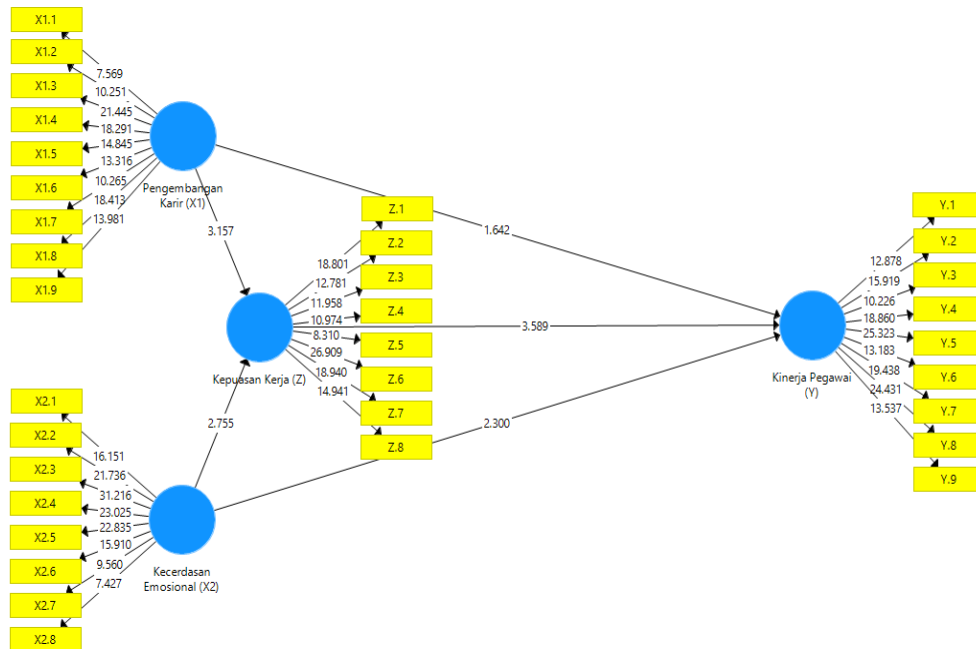 X1.1
X1.2
X1.3
X1.4
X1.5
X1.6
X1.7
X1.8
X1.9
7.569
10.251
21.445
18.291
14.845
13.316
10.265
18.413
13.981
Pengembangan
Karir (X1)
3.157
1.642
Z.1
Z.2
Z.3
Z.4
Z.5
Z.6
Z.7
Z.8
18.801
12.781
11.958
10.974
8.310
26.909
18.940
14.941
Kepuasan Kerja (Z)
3.589
2.755
2.300
X2.1
X2.2
X2.3
X2.4
X2.5
X2.6
X2.7
X2.8
16.151
21.736
31.216
23.025
22.835
15.910
9.560
7.427
Kecerdasan
Emosional (X2)
Y.1
Y.2
Y.3
Y.4
Y.5
Y.6
Y.7
Y.8
Y.9
12.878
15.919
10.226
18.860
25.323
13.183
19.438
24.431
13.537
Kinerja Pegawai
(Y)